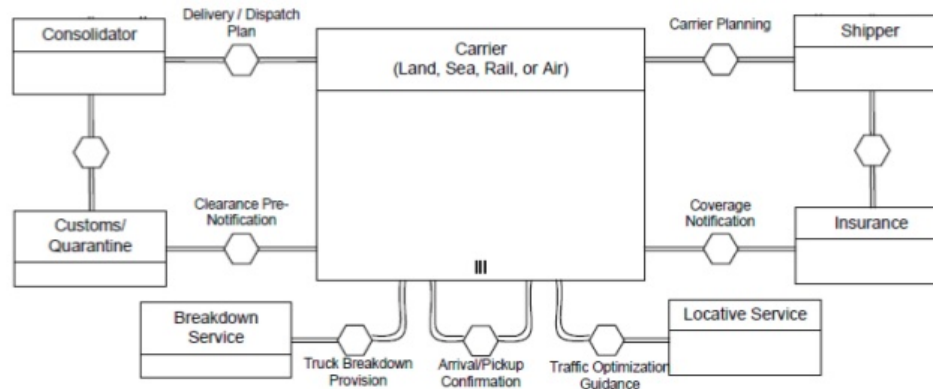 Delivery / Dispatch
Plan
Carrier Planning
Consolidator
Carrier
(Land, Sea, Rail, or Air)
Shipper
Clearance Pre-
Notification
Coverage
Notification
Customs/
Quarantine
Insurance
Breakdown
Service
Locative Service
Truck Breakdown
Provision
Arrival/Pickup
Confirmation
Traffic Optimization
Guidance